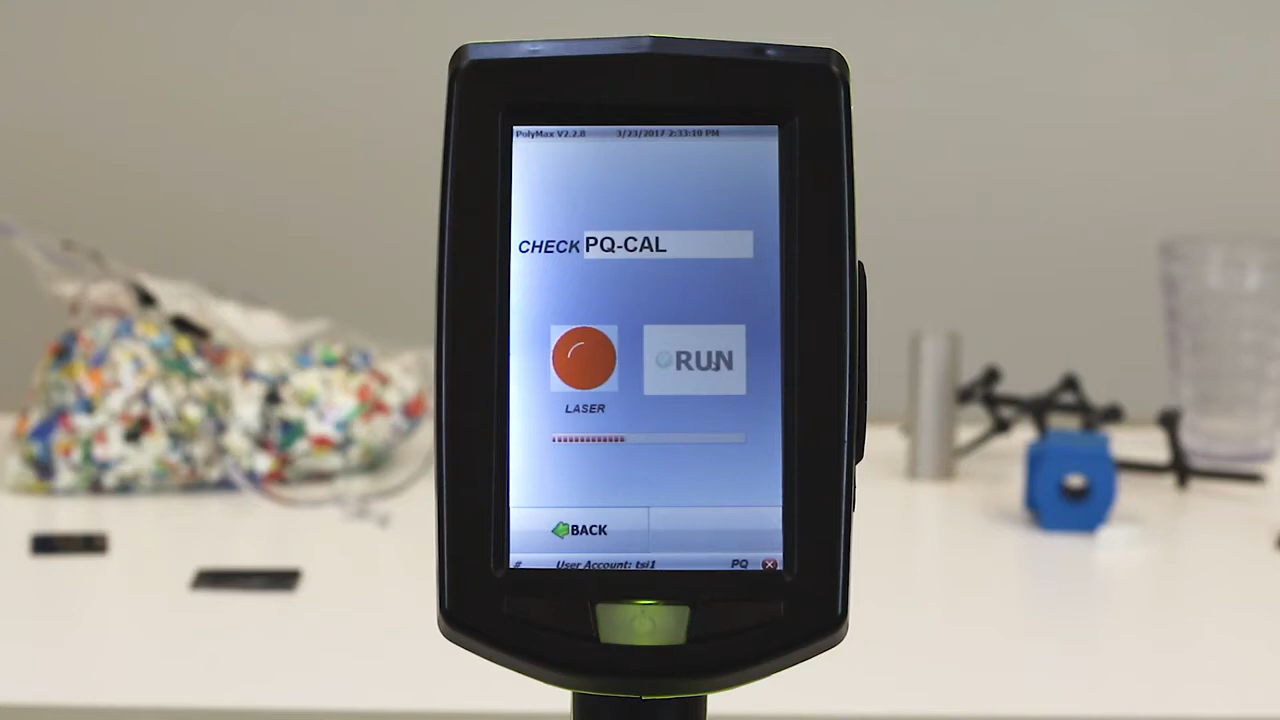 PolyMax V2.2.8 3/23/2017 2:33:10 PM
CHECK PQ-CAL
RUN
LASER
BACK
# User Account: tsi1 PQ